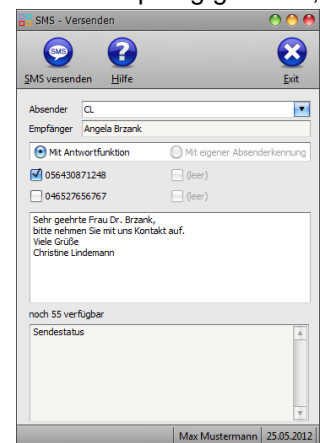 SMS - Versenden
SMS
SMS versenden Hilfe Exit
Absender CL
Empfänger Angela Brzank
Mit Antwortfunktion Mit eigener Absenderkennung
056430871248 (leer)
046527656767 (leer)
Sehr geehrte Frau Dr. Brzank,
bitte nehmen Sie mit uns Kontakt auf.
Viele Grüße
Christine Lindemann
noch 55 verfügbar
Sendestatus
Max Mustermann 25.05.2012